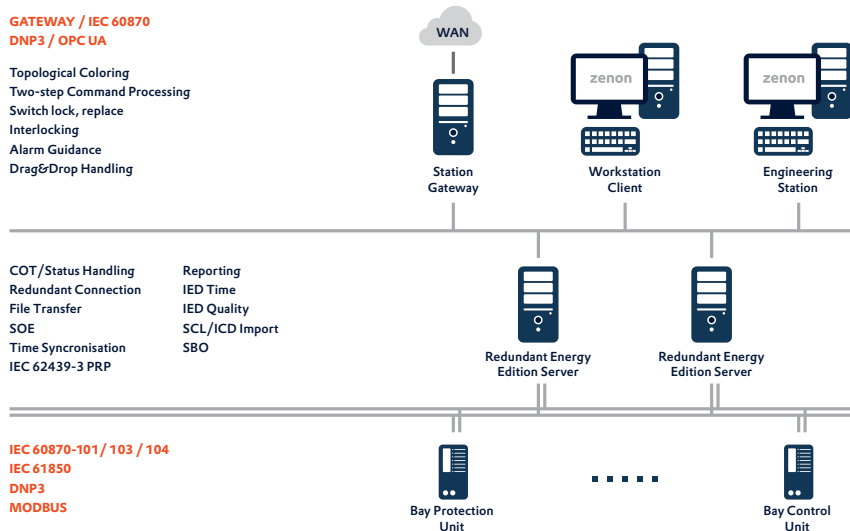 GATEWAY / IEC 60870
DNP3 / OPC UA
Topological Coloring
Two-step Command Processing
Switch lock, replace
Interlocking
Alarm Guidance
Drag&Drop Handling
WAN
zenon
zenon
Station
Gateway
Workstation
Client
Engineering
Station
COT/Status Handling
Redundant Connection
File Transfer
SOE
Time Syncronisation
IEC 62439-3 PRP
Reporting
IED Time
IED Quality
SCL/ICD Import
SBO
Redundant Energy
Edition Server
Redundant Energy
Edition Server
IEC 60870-101 / 103 / 104
IEC 61850
DNP3
MODBUS
Bay Protection
Unit
Bay Control
Unit